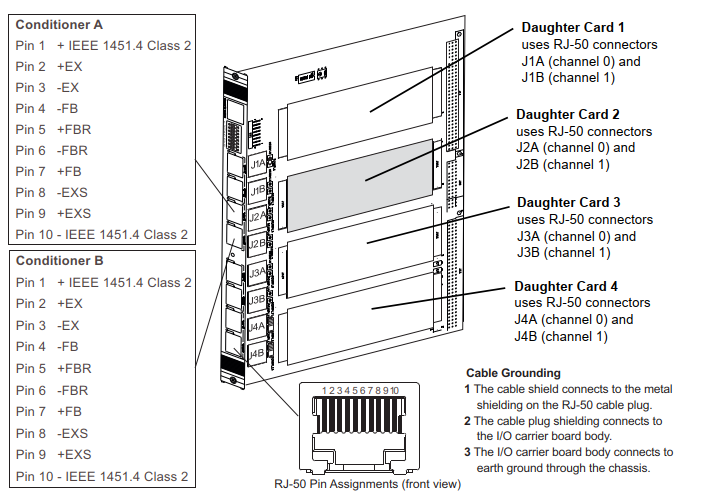 Conditioner A
Pin 1 + IEEE 1451.4 Class 2
Pin 2 +EX
Pin 3 -EX
Pin 4 -FB
Pin 5 +FBR
Pin 6 -FBR
Pin 7 +FB
Pin 8 -EXS
Pin 9 +EXS
Pin 10 - IEEE 1451.4 Class 2
Conditioner B
Pin 1 + IEEE 1451.4 Class 2
Pin 2 +EX
Pin 3 -EX
Pin 4 -FB
Pin 5 +FBR
Pin 6 -FBR
Pin 7 +FB
Pin 8 -EXS
Pin 9 +EXS
Pin 10 - IEEE 1451.4 Class 2
J1A
J1B
J2A
J2B
J3A
J3B
J4A
J4B
Daughter Card 1
uses RJ-50 connectors
J1A (channel 0) and
J1B (channel 1)
Daughter Card 2
uses RJ-50 connectors
J2A (channel 0) and
J2B (channel 1)
Daughter Card 3
uses RJ-50 connectors
J3A (channel 0) and
J3B (channel 1)
Daughter Card 4
uses RJ-50 connectors
J4A (channel 0) and
J4B (channel 1)
1 2 3 4 5 6 7 8 9 10
RJ-50 Pin Assignments (front view)
Cable Grounding
1 The cable shield connects to the metal
shielding on the RJ-50 cable plug.
2 The cable plug shielding connects to
the I/O carrier board body.
3 The I/O carrier board body connects to
earth ground through the chassis.